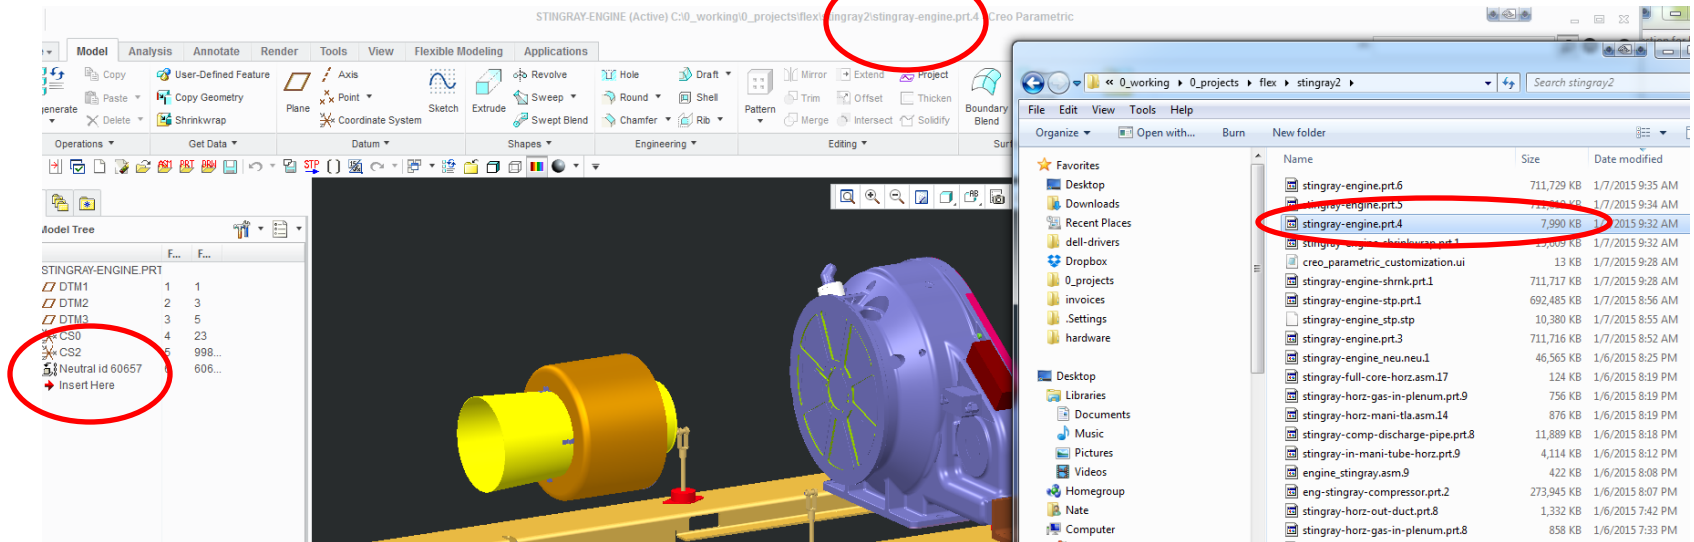 STINGRAY-ENGINE (Active) C:\0_working\0_projects\flex\stingray2\stingray-engine.prt.4 - Creo Parametric
Model Analysis Annotate Render Tools View Flexible Modeling Applications
Copy User-Defined Feature Axis Revolve Hole Draft Mirror Extend Project
Paste Copy Geometry Plane Point Sketch Extrude Sweep Round Shell Pattern Trim Offset Thicken Boundary Blend
Delete Shrinkwrap Coordinate System Swept Blend Chamfer Rib Merge Intersect Solidify
Operations Get Data Datum Shapes Engineering Editing
Model Tree
F... F...
STINGRAY-ENGINE.PRT
DTM1 1 1
DTM2 2 3
DTM3 3 5
CS0 4 23
CS2 5 998...
Neutral id 60657 606...
Insert Here
« 0_working 0_projects flex stingray2
Search stingray2
File Edit View Tools Help
Organize Open with... Burn New folder
Favorites
Desktop
Downloads
Recent Places
dell-drivers
Dropbox
0_projects
invoices
.Settings
hardware
Desktop
Libraries
Documents
Music
Pictures
Videos
Homegroup
Nate
Computer
Name Size Date modified
stingray-engine.prt.6 711,729 KB 1/7/2015 9:35 AM
stingray-engine.prt.5 1/7/2015 9:34 AM
stingray-engine.prt.4 7,990 KB 1/7/2015 9:32 AM
stingray-engine-shrinkwrap.prt.1 1/7/2015 9:32 AM
creo_parametric_customization.ui 13 KB 1/7/2015 9:28 AM
stingray-engine-shrnk.prt.1 711,717 KB 1/7/2015 9:28 AM
stingray-engine-stp.prt.1 692,485 KB 1/7/2015 8:56 AM
stingray-engine_stp.stp 10,380 KB 1/7/2015 8:55 AM
stingray-engine.prt.3 711,716 KB 1/7/2015 8:52 AM
stingray-engine_neu.neu.1 46,565 KB 1/6/2015 8:25 PM
stingray-full-core-horz.asm.17 124 KB 1/6/2015 8:19 PM
stingray-horz-gas-in-plenum.prt.9 756 KB 1/6/2015 8:19 PM
stingray-horz-mani-tla.asm.14 876 KB 1/6/2015 8:19 PM
stingray-comp-discharge-pipe.prt.8 11,889 KB 1/6/2015 8:18 PM
stingray-in-mani-tube-horz.prt.9 4,114 KB 1/6/2015 8:12 PM
engine_stingray.asm.9 422 KB 1/6/2015 8:08 PM
eng-stingray-compressor.prt.2 273,945 KB 1/6/2015 8:07 PM
stingray-horz-out-duct.prt.8 1,332 KB 1/6/2015 7:42 PM
stingray-horz-gas-in-plenum.prt.8 858 KB 1/6/2015 7:33 PM